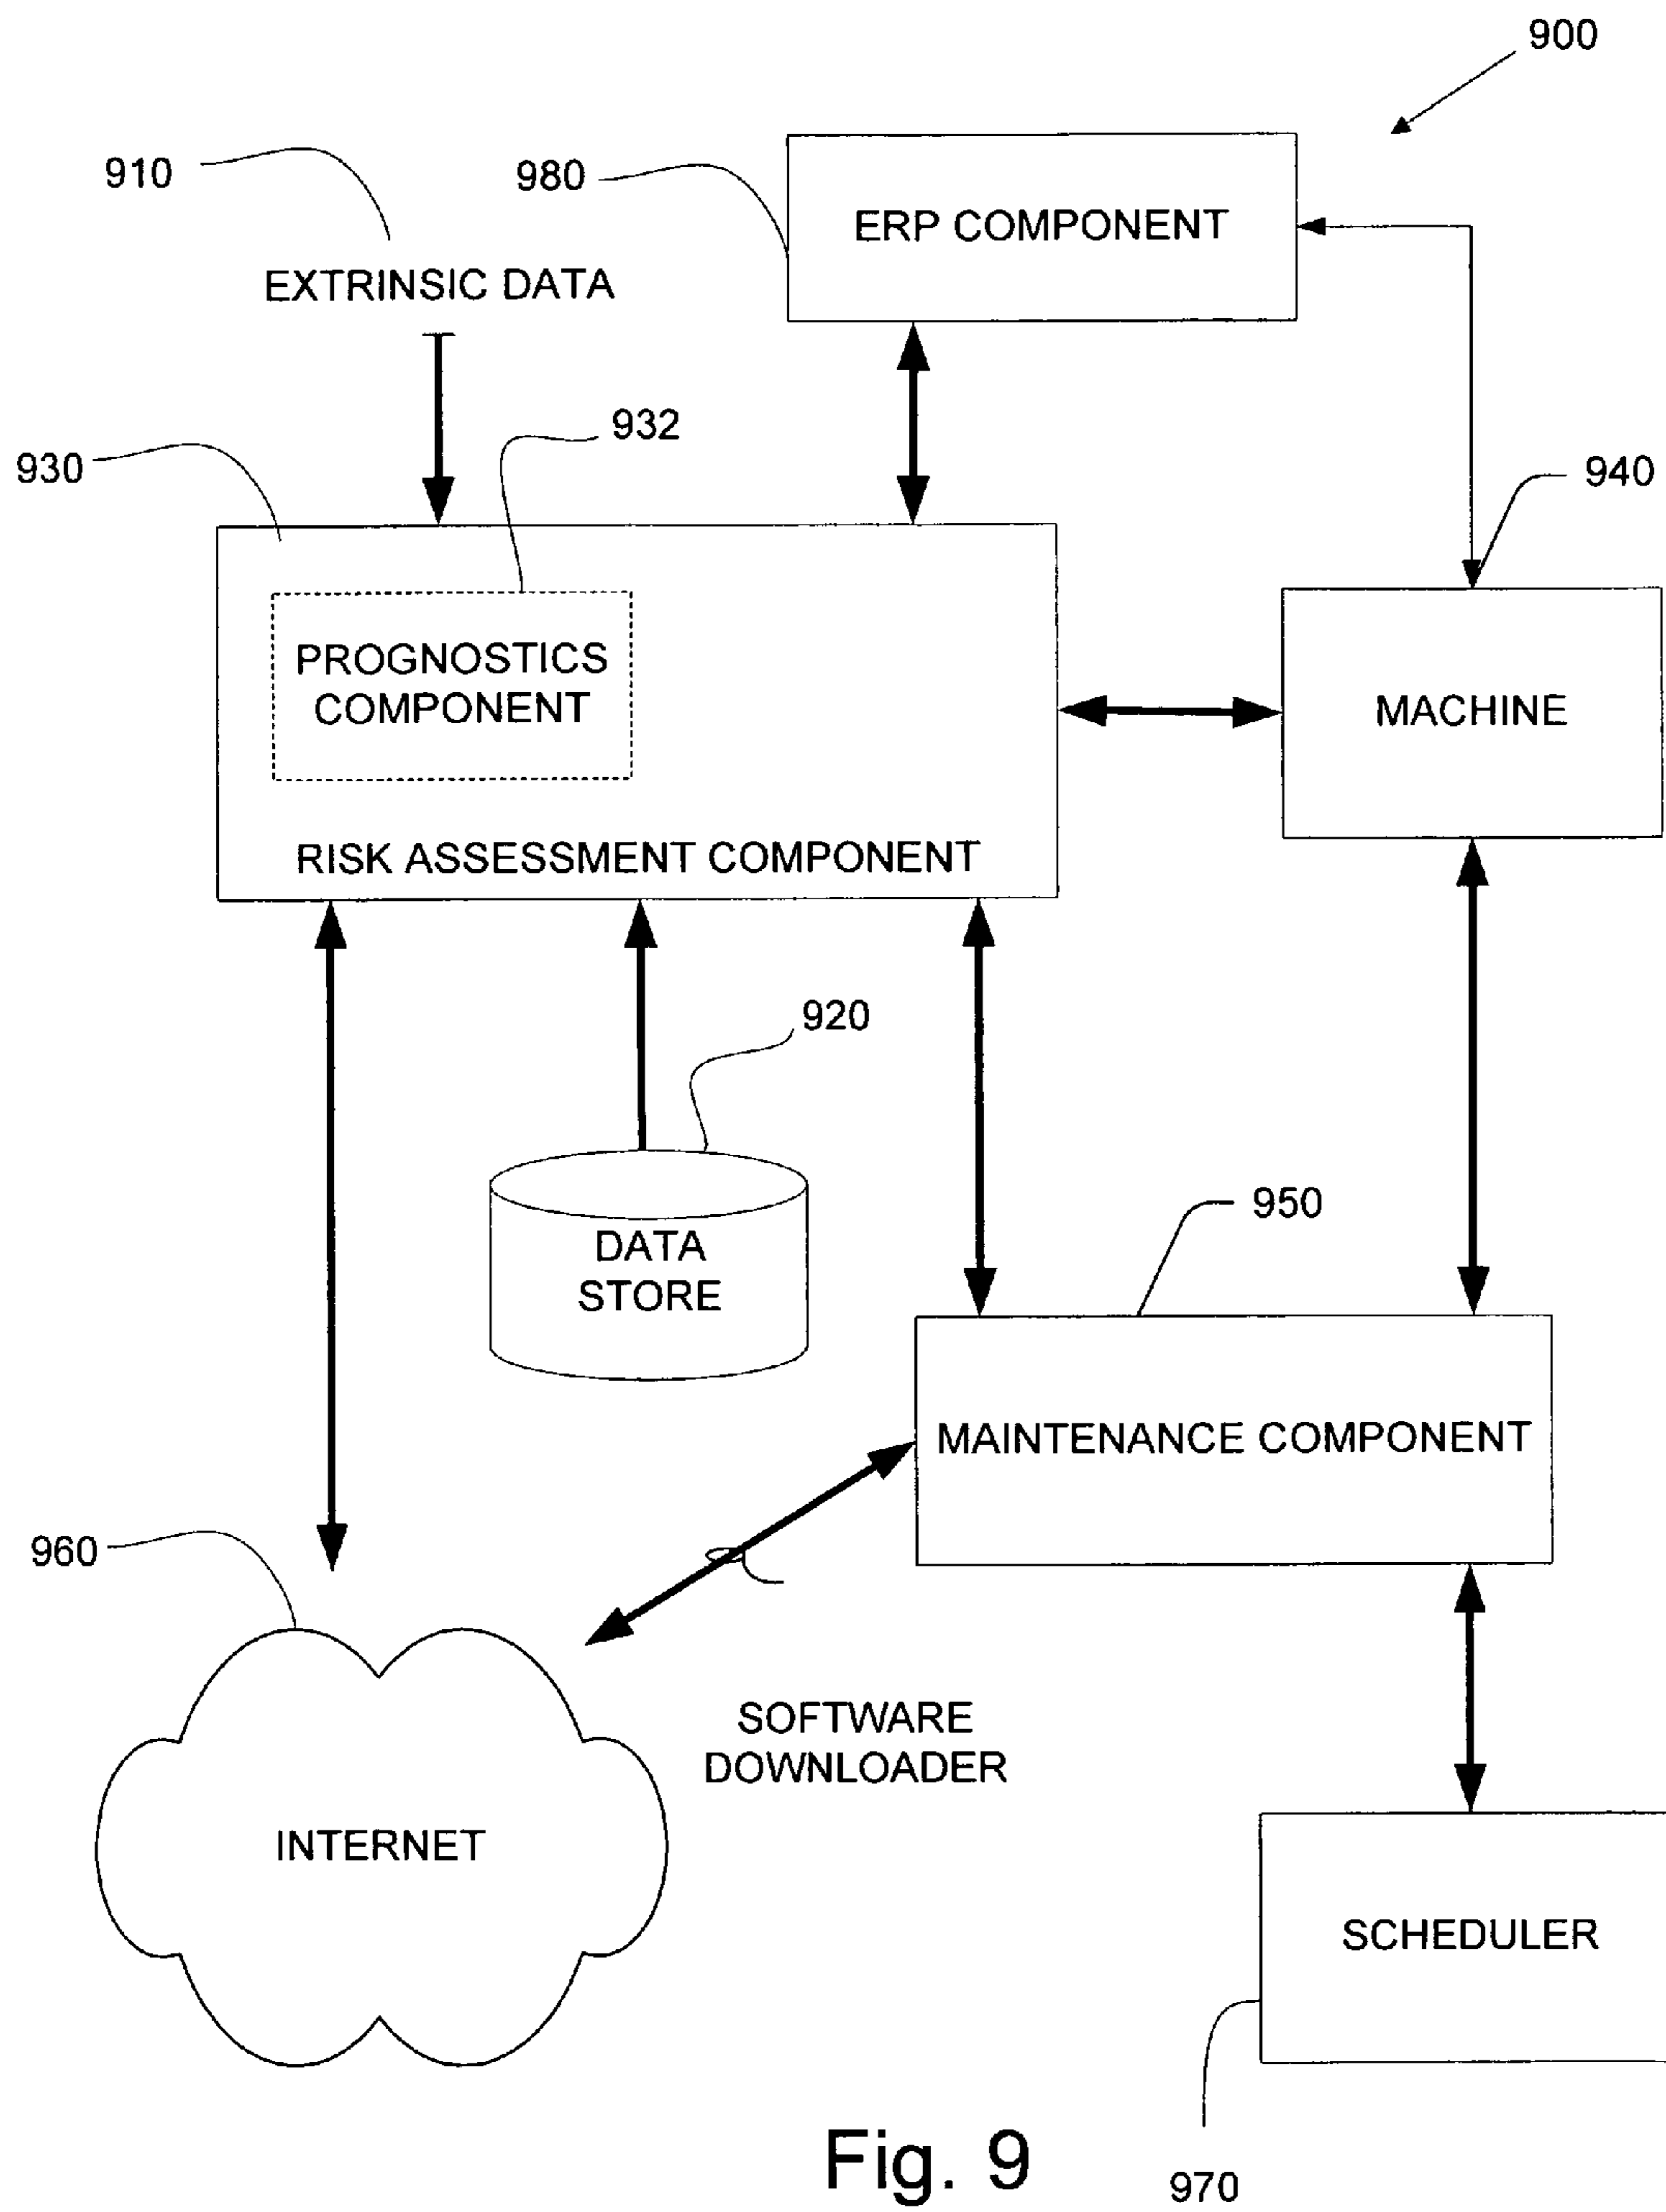 900
910
980
ERP COMPONENT
EXTRINSIC DATA
932
930
940
PROGNOSTICS
COMPONENT
MACHINE
RISK ASSESSMENT COMPONENT
920
DATA
STORE
950
MAINTENANCE COMPONENT
960
SOFTWARE
DOWNLOADER
INTERNET
SCHEDULER
970
Fig. 9